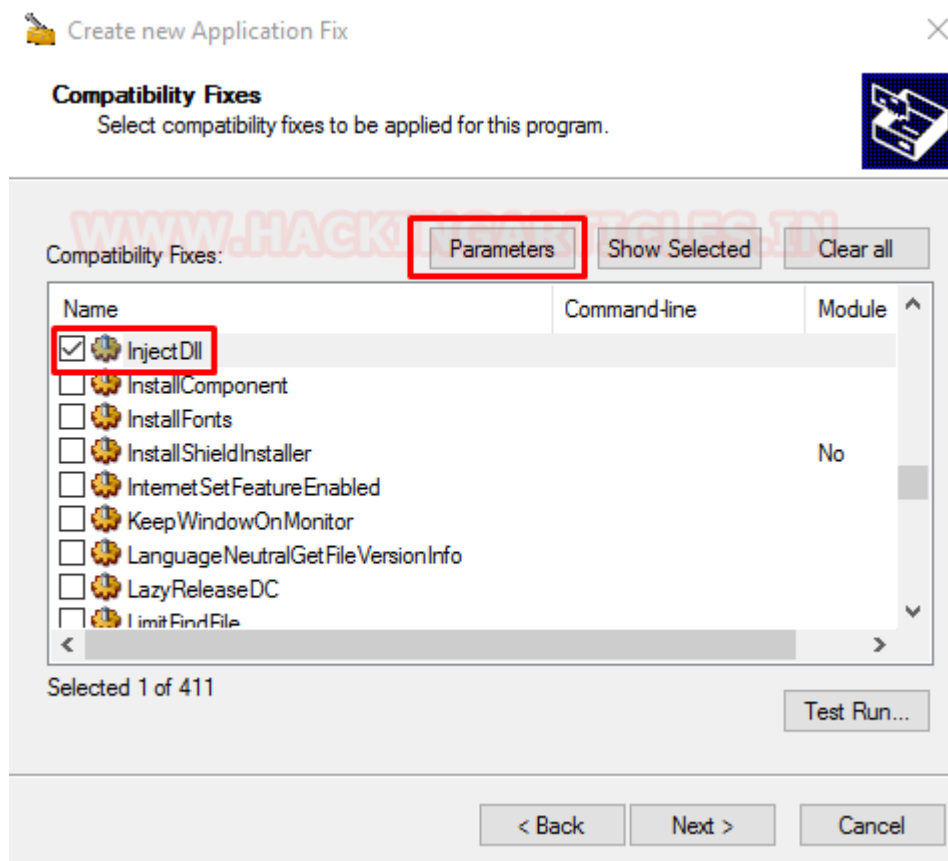 Create new Application Fix
Compatibility Fixes
Select compatibility fixes to be applied for this program.
WWW.HACKINGARTICLES.IN
Compatibility Fixes:
Parameters
Show Selected
Clear all
Name Command-line Module
InjectDll
InstallComponent
InstallFonts
InstallShieldInstaller No
InternetSetFeatureEnabled
KeepWindowOnMonitor
LanguageNeutralGetFileVersionInfo
LazyReleaseDC
LimitFindFile
Selected 1 of 411
Test Run...
< Back Next > Cancel